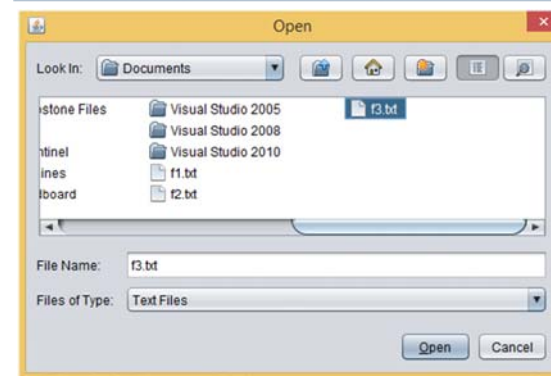 Open
Look In: Documents
stone Files Visual Studio 2005 f3.txt
Visual Studio 2008
ntinel Visual Studio 2010
ines f1.txt
lboard f2.txt
File Name: f3.txt
Files of Type: Text Files
Open Cancel